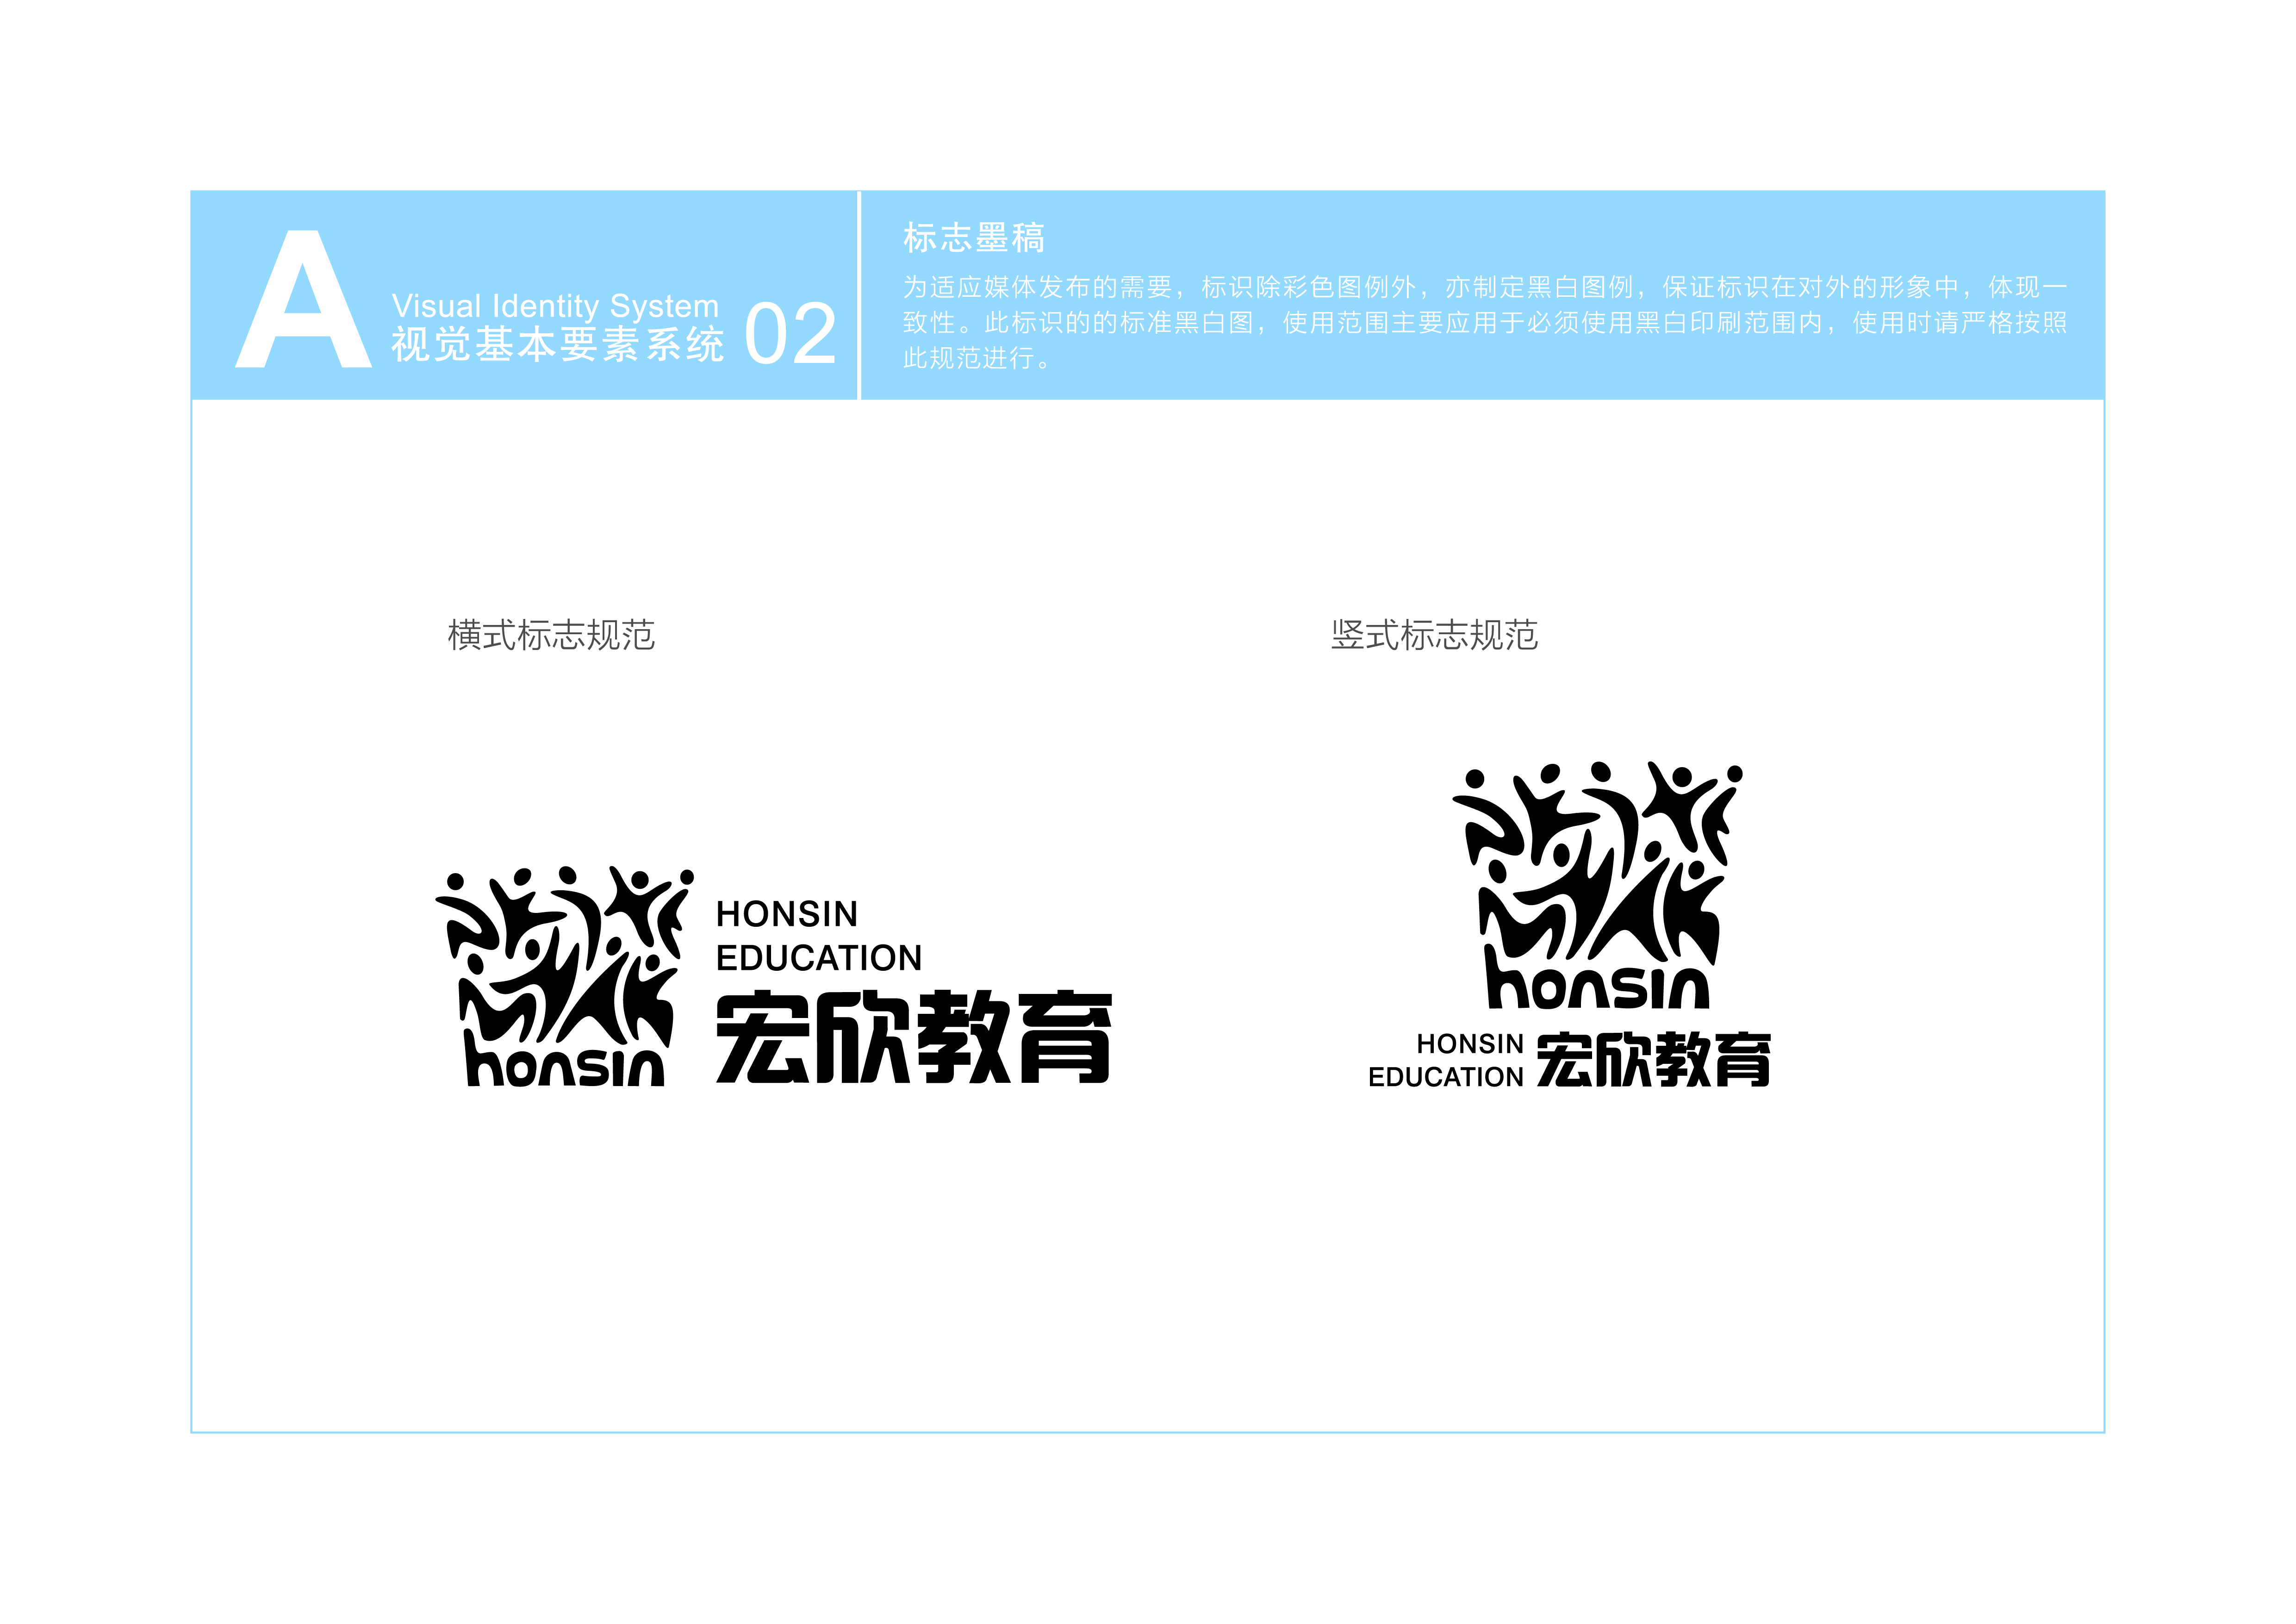 A
Visual Identity System
视觉基本要素系统 02
标志墨稿
为适应媒体发布的需要，标识除彩色图例外，亦制定黑白图例，保证标识在对外的形象中，体现一
致性。此标识的的标准黑白图，使用范围主要应用于必须使用黑白印刷范围内，使用时请严格按照
此规范进行。
横式标志规范
honsin
HONSIN
EDUCATION
宏欣教育
竖式标志规范
honsin
HONSIN
EDUCATION
宏欣教育